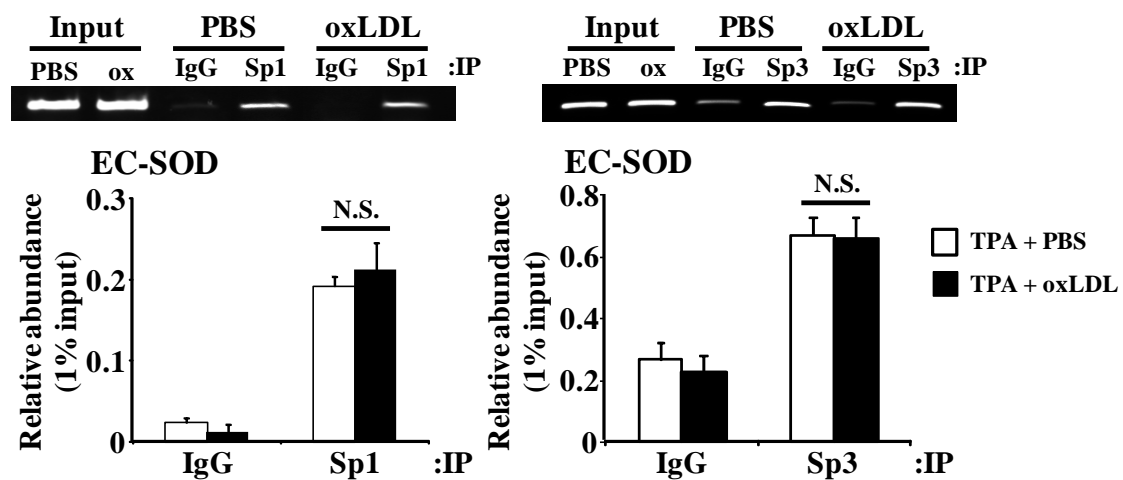 Input PBS oxLDL
PBS ox IgG Sp1 IgG Sp1 :IP
EC-SOD
Relative abundance
(1% input)
0.3
0.2
0.1
0
N.S.
IgG Sp1 :IP
Input PBS oxLDL
PBS ox IgG Sp3 IgG Sp3 :IP
EC-SOD
Relative abundance
(1% input)
0.8
0.6
0.4
0.2
0
N.S.
IgG Sp3 :IP
TPA + PBS
TPA + oxLDL